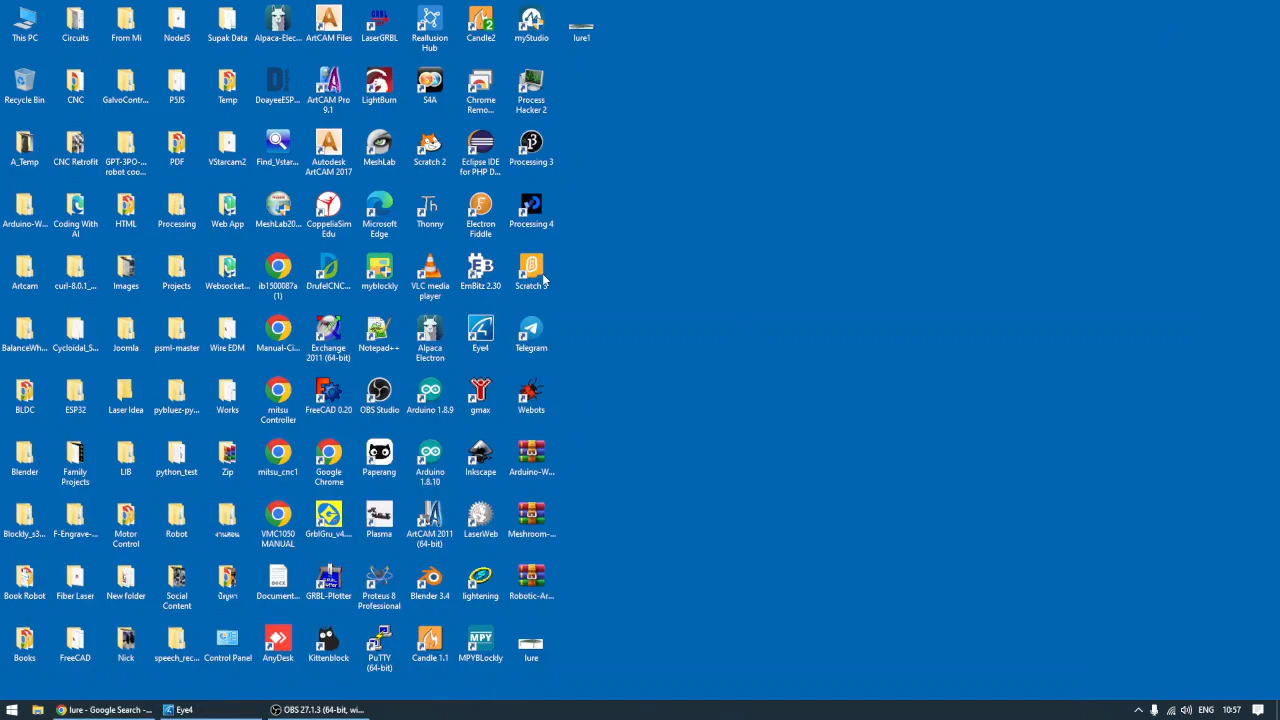 This PC
Circuits
From Mi
NodeJS
Supak Data
Alpaca-Elec...
ArtCAM Files
LaserGRBL
Reallusion
Hub
Candle2
myStudio
lure1
Recycle Bin
CNC
GalvoContr...
P5JS
Temp
DoayeeESP...
ArtCAM Pro
9.1
LightBurn
S4A
Chrome
Remo...
Process
Hacker 2
A_Temp
CNC Retrofit
GPT-3PO-...
robot coo...
PDF
VStarcam2
Find_Vstar...
Autodesk
ArtCAM 2017
MeshLab
Scratch 2
Eclipse IDE
for PHP D...
Processing 3
Arduino-W...
Coding With
AI
HTML
Processing
Web App
MeshLab20...
CoppeliaSim
Edu
Microsoft
Edge
Thonny
Electron
Fiddle
Processing 4
Artcam
curl-8.0.1_...
Images
Projects
Websocket...
ib1500087a
(1)
DrufelCNC...
myblockly
VLC media
player
EmBitz 2.30
Scratch 3
BalanceWh...
Cycloidal_S...
Joomla
psml-master
Wire EDM
Manual-Ci...
Exchange
2011 (64-bit)
Notepad++
Alpaca
Electron
Eye4
Telegram
BLDC
ESP32
Laser Idea
pybluez-py...
Works
mitsu
Controller
FreeCAD 0.20
OBS Studio
Arduino 1.8.9
gmax
Webots
Blender
Family
Projects
LIB
python_test
Zip
mitsu_cnc1
Google
Chrome
Paperang
Arduino
1.8.10
Inkscape
Arduino-W...
Blockly_s3...
F-Engrave-...
Motor
Control
Robot
งานสอน
VMC1050
MANUAL
GrblGru_v4....
Plasma
ArtCAM 2011
(64-bit)
LaserWeb
Meshroom-...
Book Robot
Fiber Laser
New folder
Social
Content
ปัญหา
Document...
GRBL-Plotter
Proteus 8
Professional
Blender 3.4
lightening
Robotic-Ar...
Books
FreeCAD
Nick
speech_rec...
Control Panel
AnyDesk
Kittenblock
PuTTY
(64-bit)
Candle 1.1
MPYBLockly
lure
lure - Google Search -...
Eye4
OBS 27.1.3 (64-bit, wi...
ENG
10:57